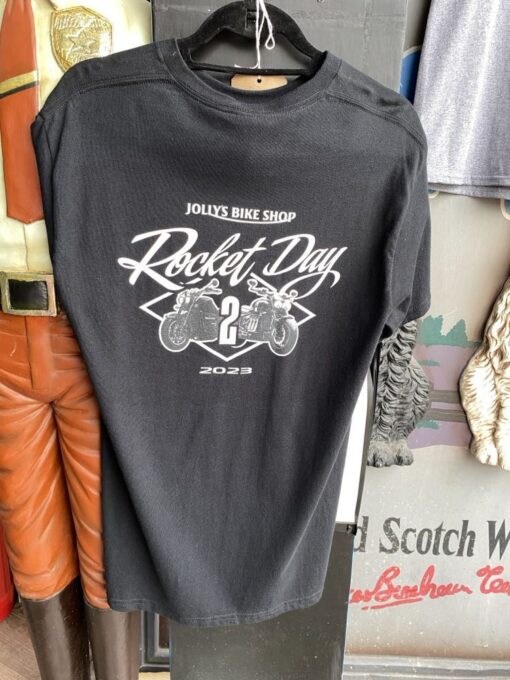 JOLLYS BIKE SHOP
Rocket Day
2
2023
Scotch W